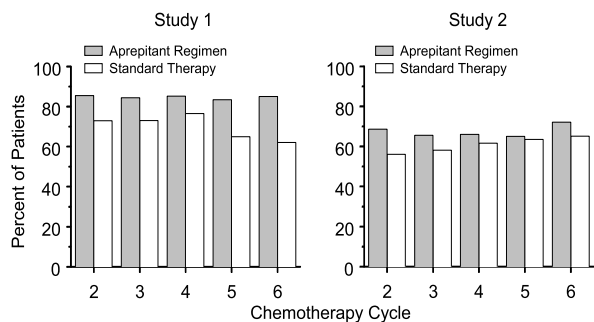 Study 1
Study 2
Aprepitant Regimen
Standard Therapy
Aprepitant Regimen
Standard Therapy
Percent of Patients
100
80
60
40
20
0
100
80
60
40
20
0
2 3 4 5 6
2 3 4 5 6
Chemotherapy Cycle